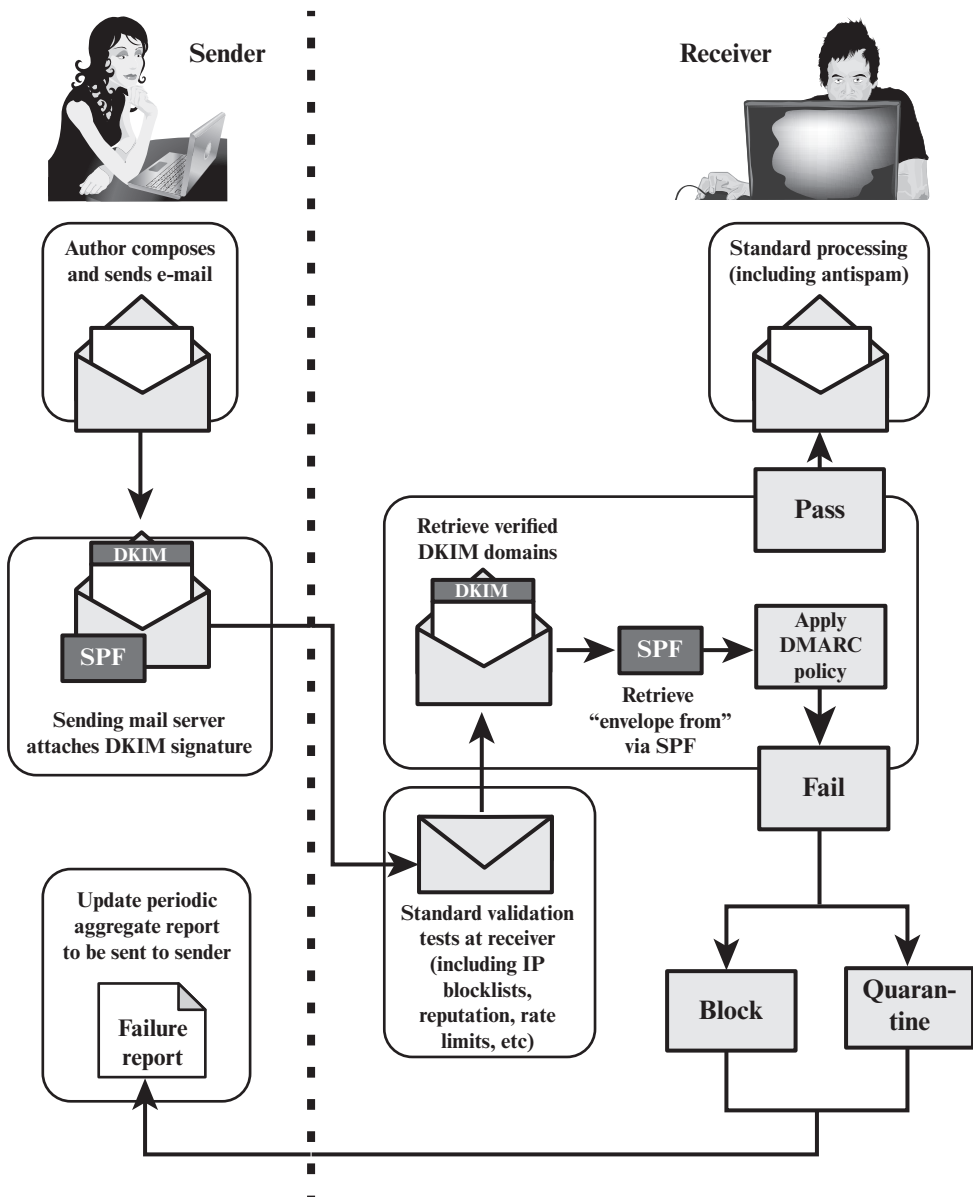 Sender
Receiver
Author composes
and sends e-mail
Standard processing
(including antispam)
Pass
Retrieve verified
DKIM domains
DKIM
DKIM
SPF
Sending mail server
attaches DKIM signature
SPF
Retrieve
“envelope from”
via SPF
Apply
DMARC
policy
Fail
Standard validation
tests at receiver
(including IP
blocklists,
reputation, rate
limits, etc)
Block
Quaran-
tine
Update periodic
aggregate report
to be sent to sender
Failure
report